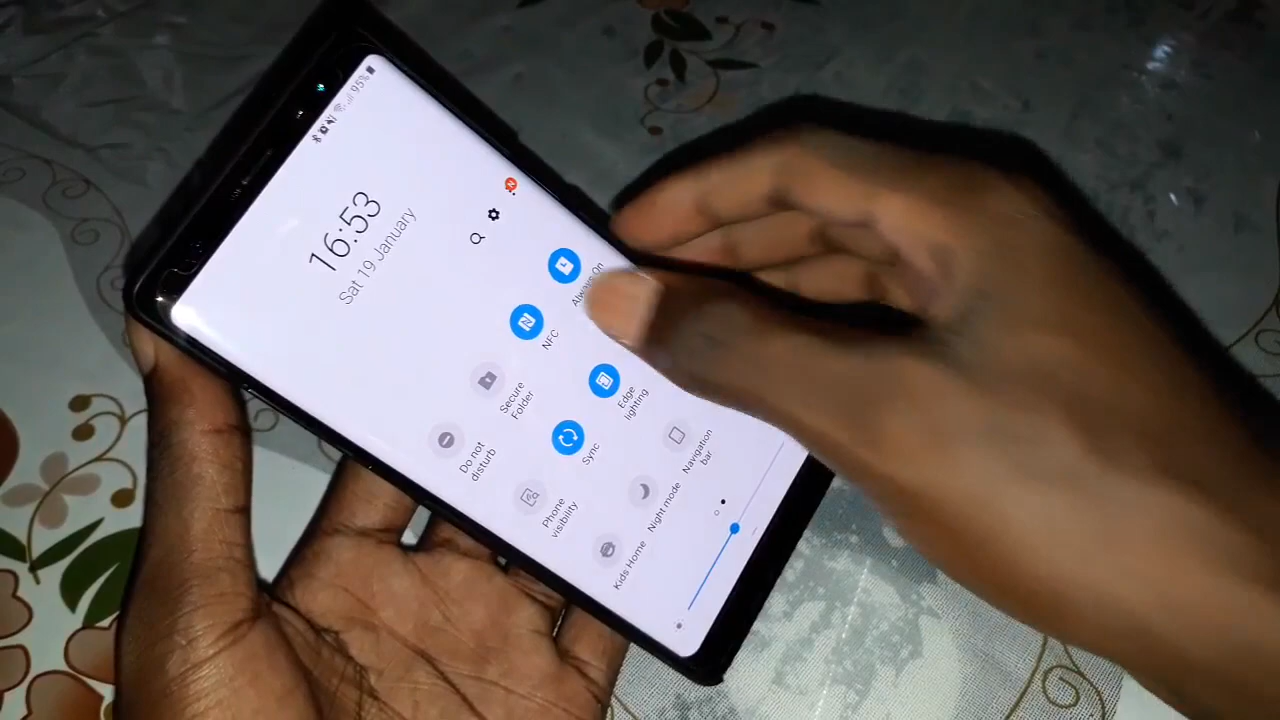 95%
16:53
Sat 19 January
N
Always On
NFC
Secure
Folder
Do not
disturb
Edge
lighting
Sync
Phone
visibility
Navigation
bar
Night mode
Kids Home